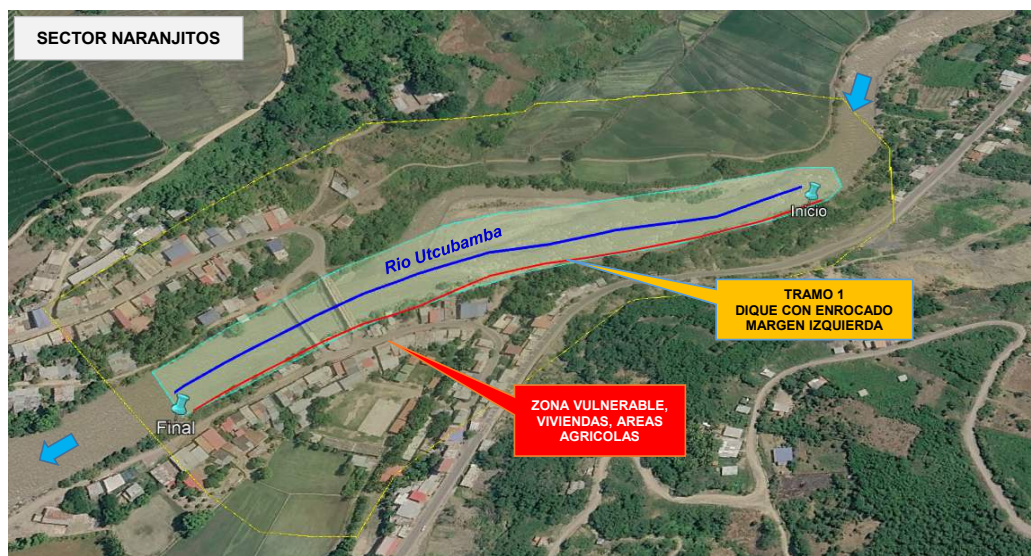 SECTOR NARANJITOS
Inicio
Rio Utcubamba
TRAMO 1
DIQUE CON ENROCADO
MARGEN IZQUIERDA
ZONA VULNERABLE,
VIVIENDAS, AREAS
AGRICOLAS
Final